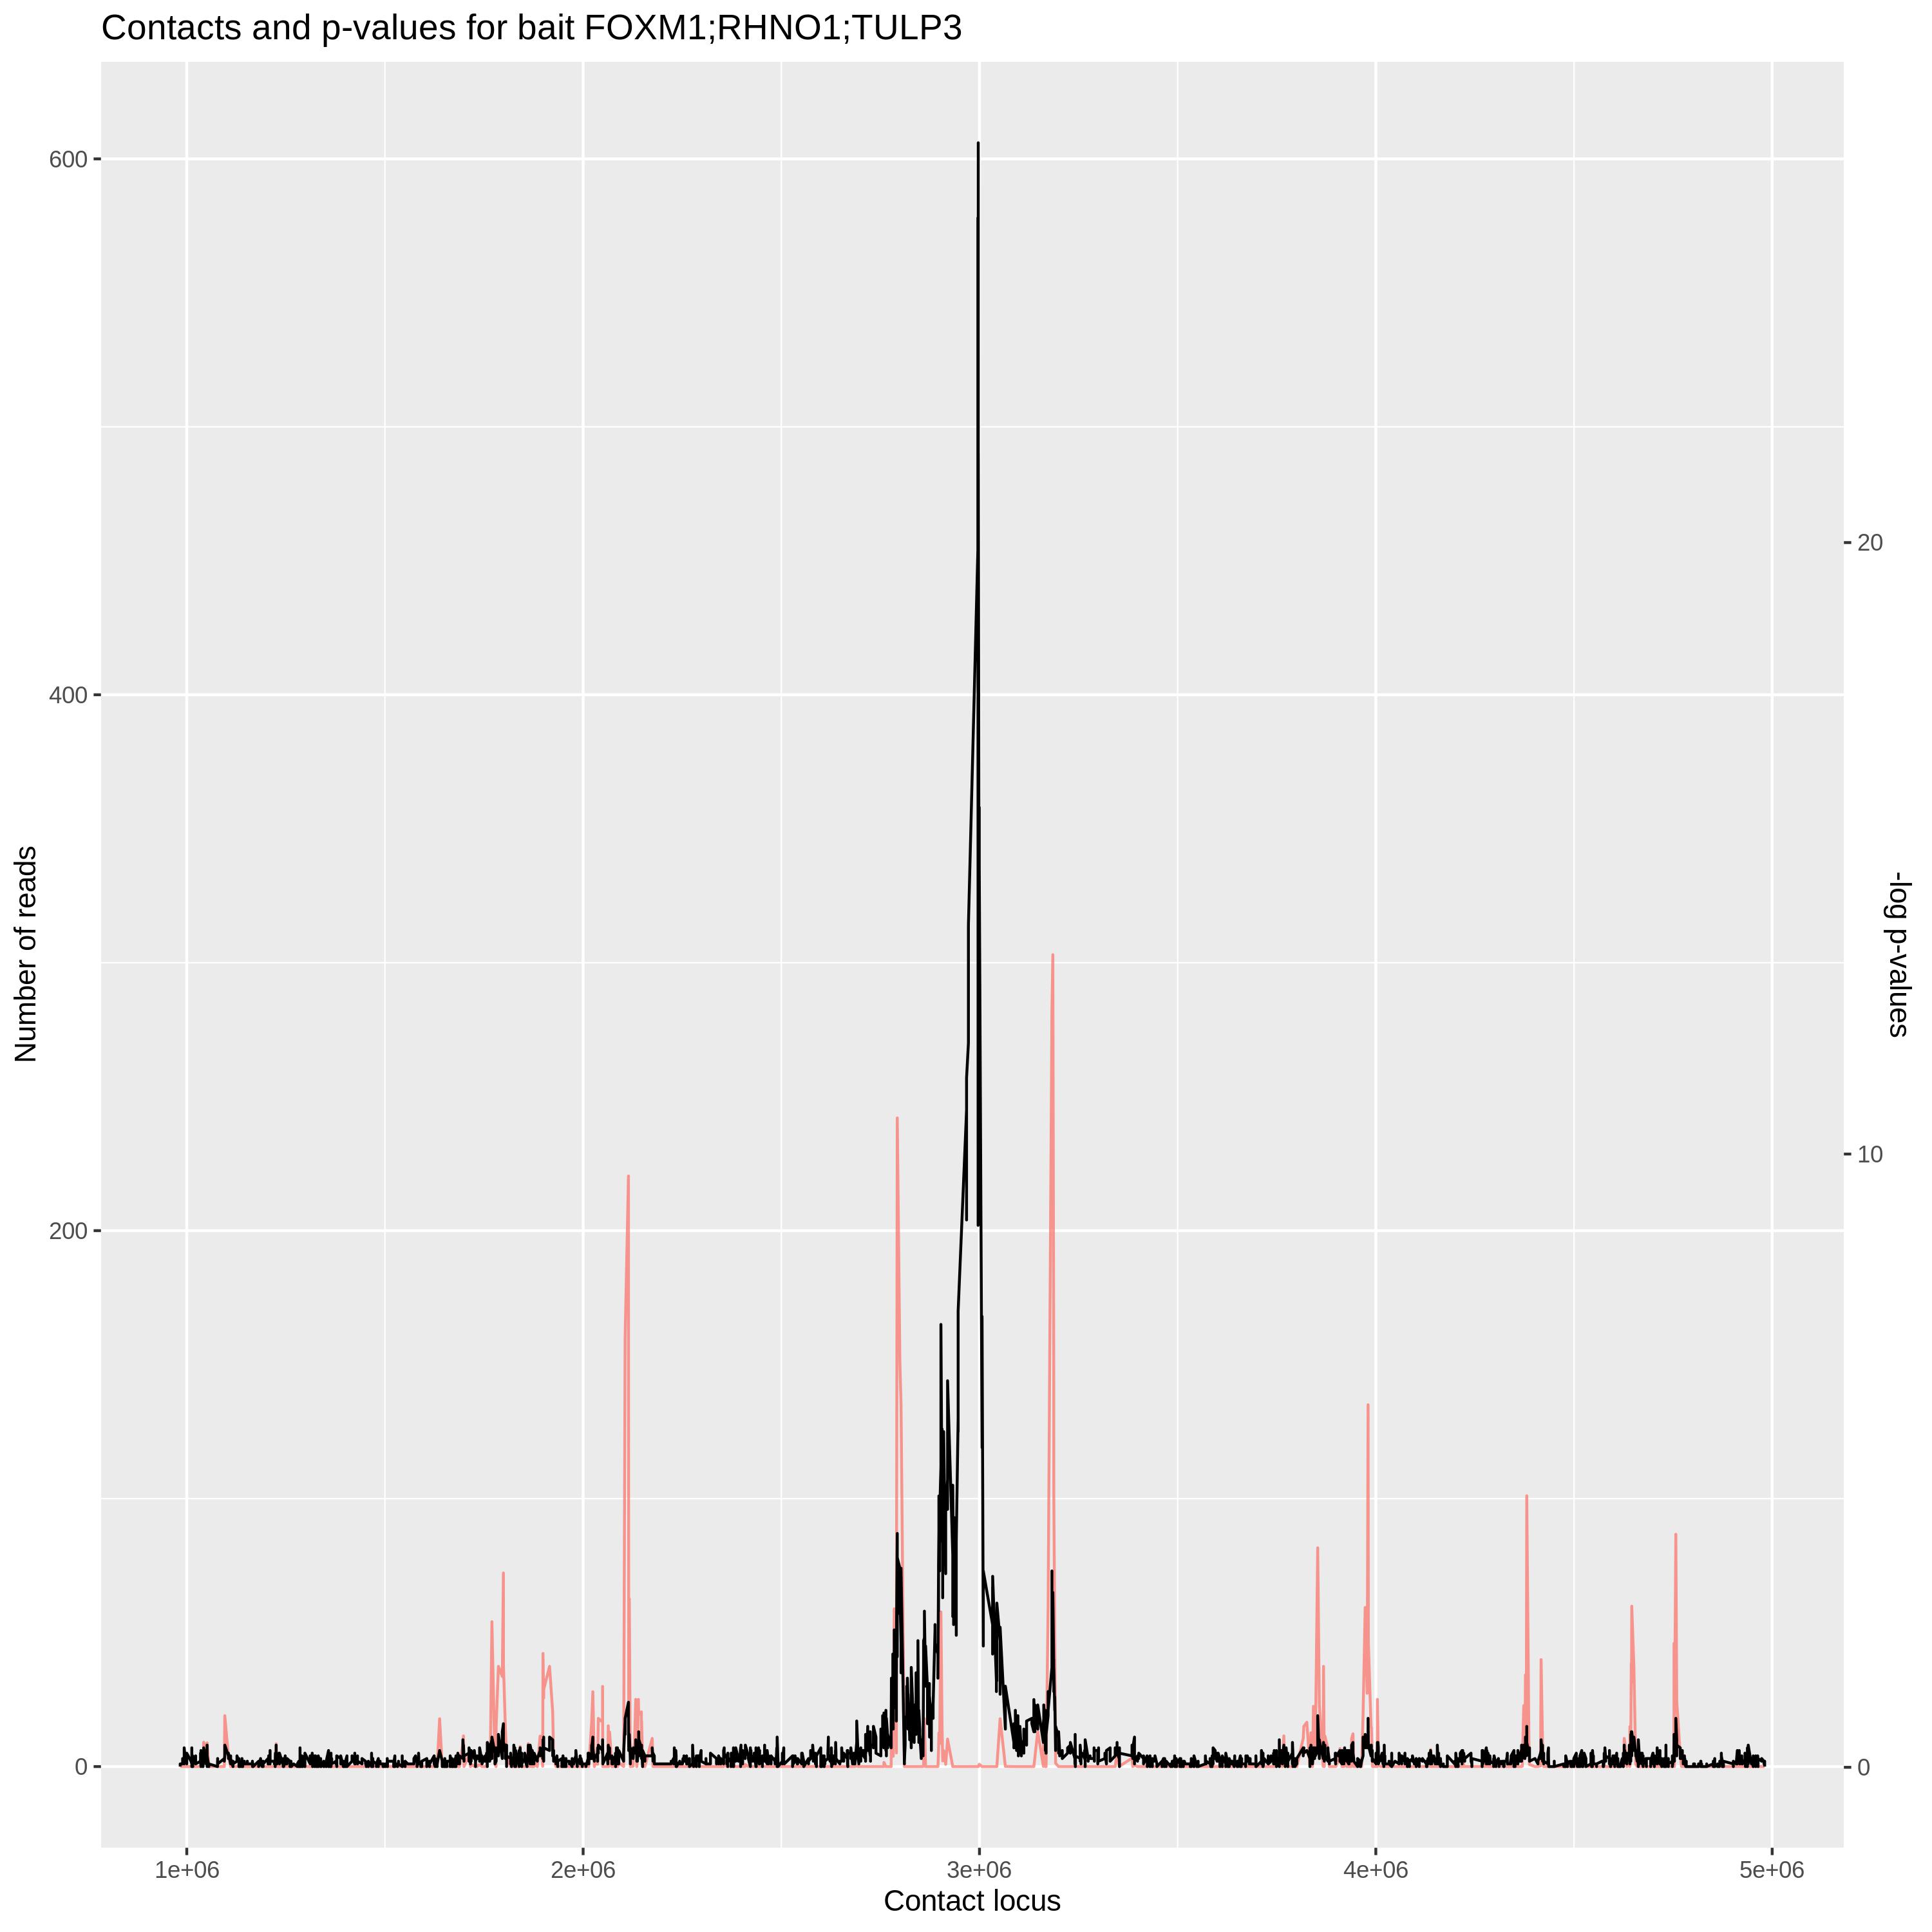 Contacts and p-values for bait FOXM1;RHNO1;TULP3
600
400
200
0
Number of reads
20
10
0
-log p-values
1e+06
2e+06
3e+06
4e+06
5e+06
Contact locus